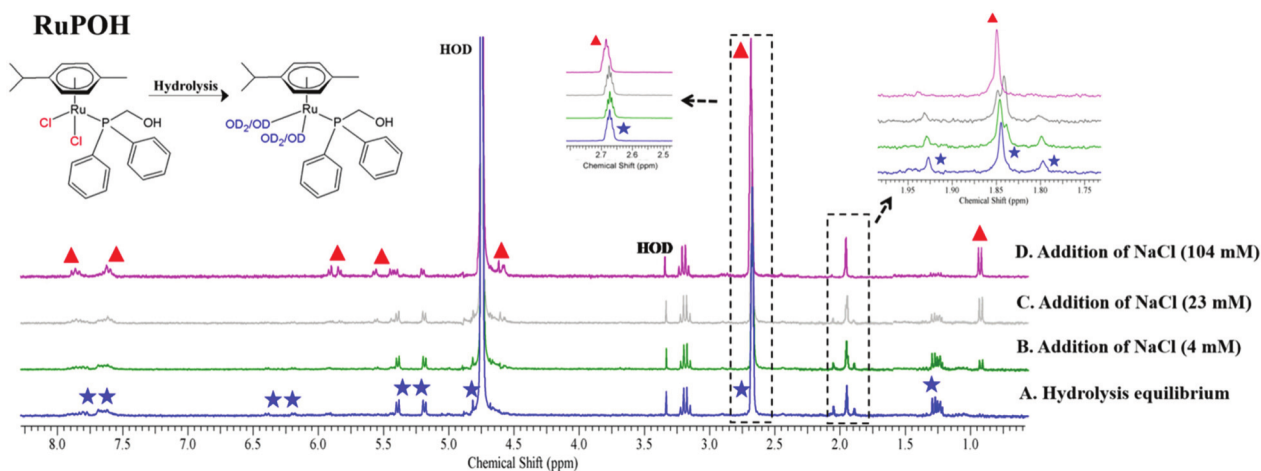 RuPOH
Hydrolysis
Ru
Cl
Cl
P
OH
Ru
OD2/OD
OD2/OD
P
OH
HOD
2.7 2.6 2.5
Chemical Shift (ppm)
1.95 1.90 1.85 1.80 1.75
Chemical Shift (ppm)
HOD
D. Addition of NaCl (104 mM)
C. Addition of NaCl (23 mM)
B. Addition of NaCl (4 mM)
A. Hydrolysis equilibrium
8.0 7.5 7.0 6.5 6.0 5.5 5.0 4.5 4.0 3.5 3.0 2.5 2.0 1.5 1.0
Chemical Shift (ppm)